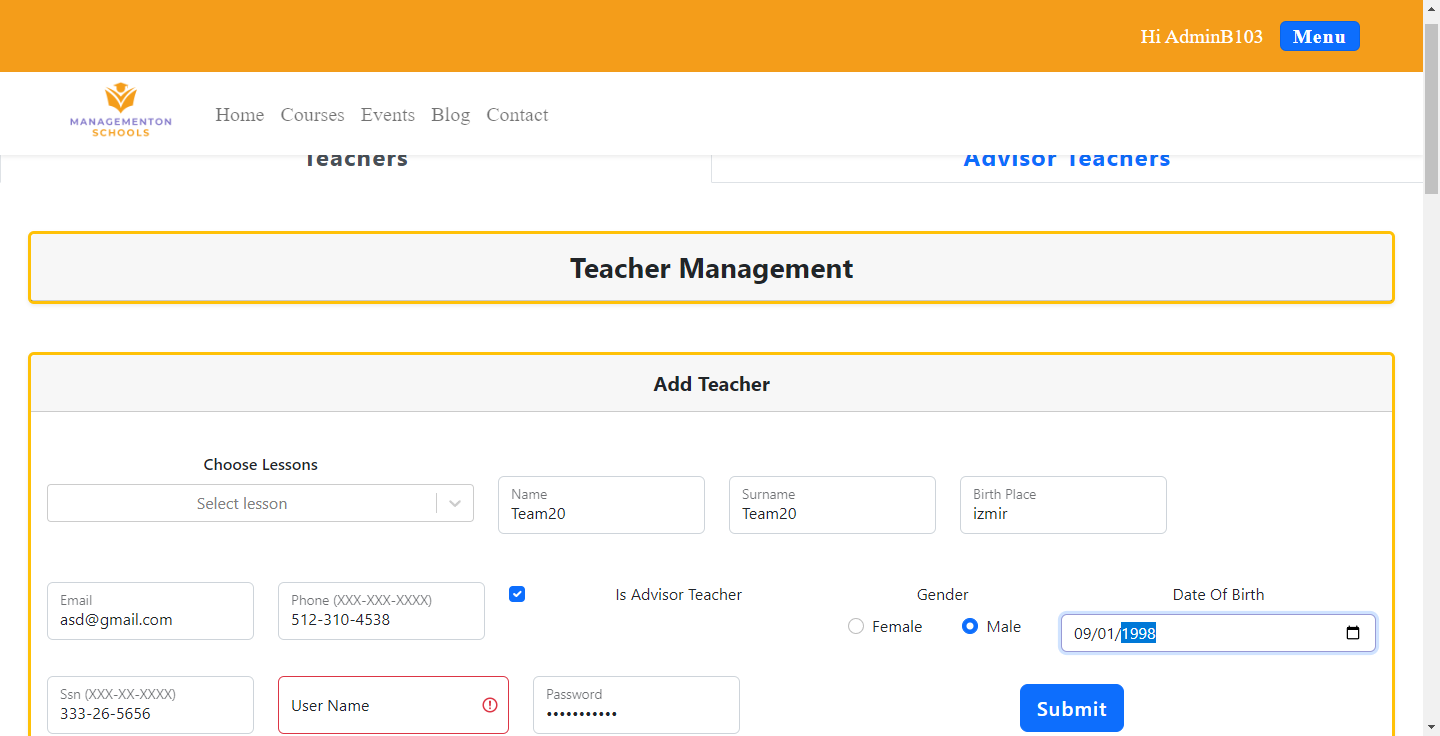 Hi AdminB103 Menu
MANAGEMENTON
SCHOOLS
Home Courses Events Blog Contact
Teachers Advisor Teachers
Teacher Management
Add Teacher
Choose Lessons
Select lesson
Name
Team20
Surname
Team20
Birth Place
izmir
Email
asd@gmail.com
Phone (XXX-XXX-XXXX)
512-310-4538
Is Advisor Teacher
Gender
Female Male
Date Of Birth
09/01/1998
Ssn (XXX-XX-XXXX)
333-26-5656
User Name
Password
•••••••••••
Submit